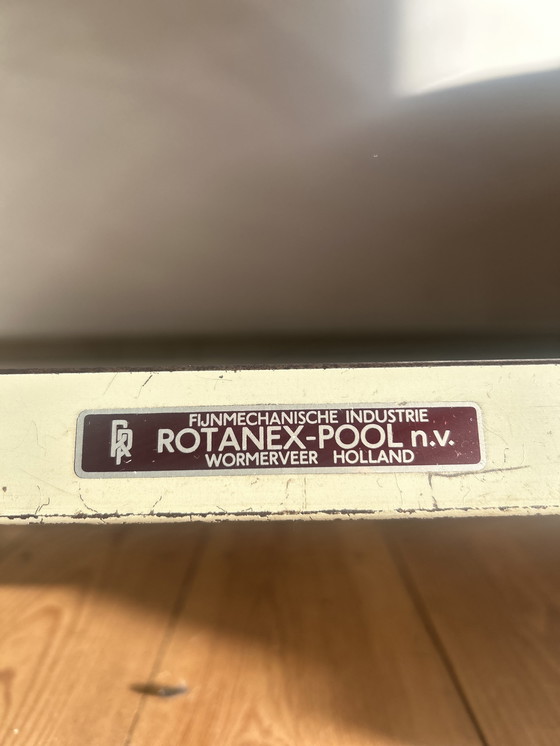 FIJNMECHANISCHE INDUSTRIE
ROTANEX-POOL n.v.
WORMERVEER HOLLAND